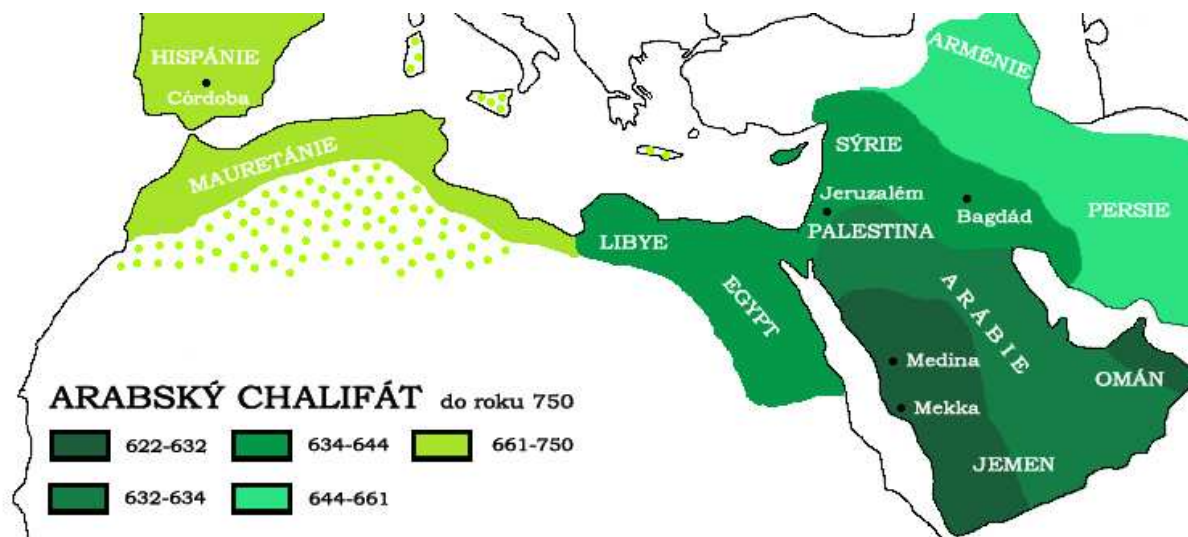 HISPÁNIE
Córdoba
MAURETÁNIE
ARMÉNIE
SÝRIE
Jeruzalém
PALESTINA
Bagdád
PERSIE
LIBYE
EGYPT
ARÁBIE
Medina
Mekka
OMÁN
JEMEN
ARABSKÝ CHALIFÁT do roku 750
622-632
634-644
661-750
632-634
644-661